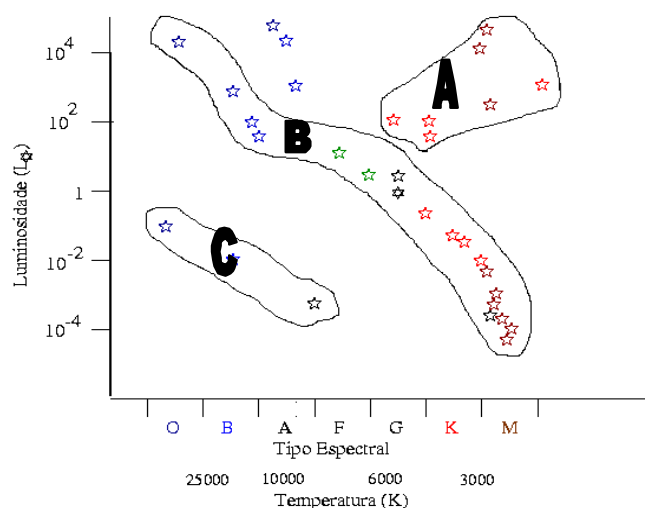 10⁴
A
10²
B
1
Luminosidade (L✡)
C
10⁻²
10⁻⁴
O B A F G K M
Tipo Espectral
25000 10000 6000 3000
Temperatura (K)